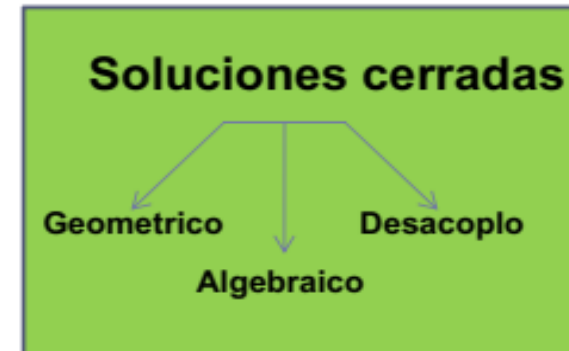 Soluciones cerradas
Geometrico
Desacoplo
Algebraico